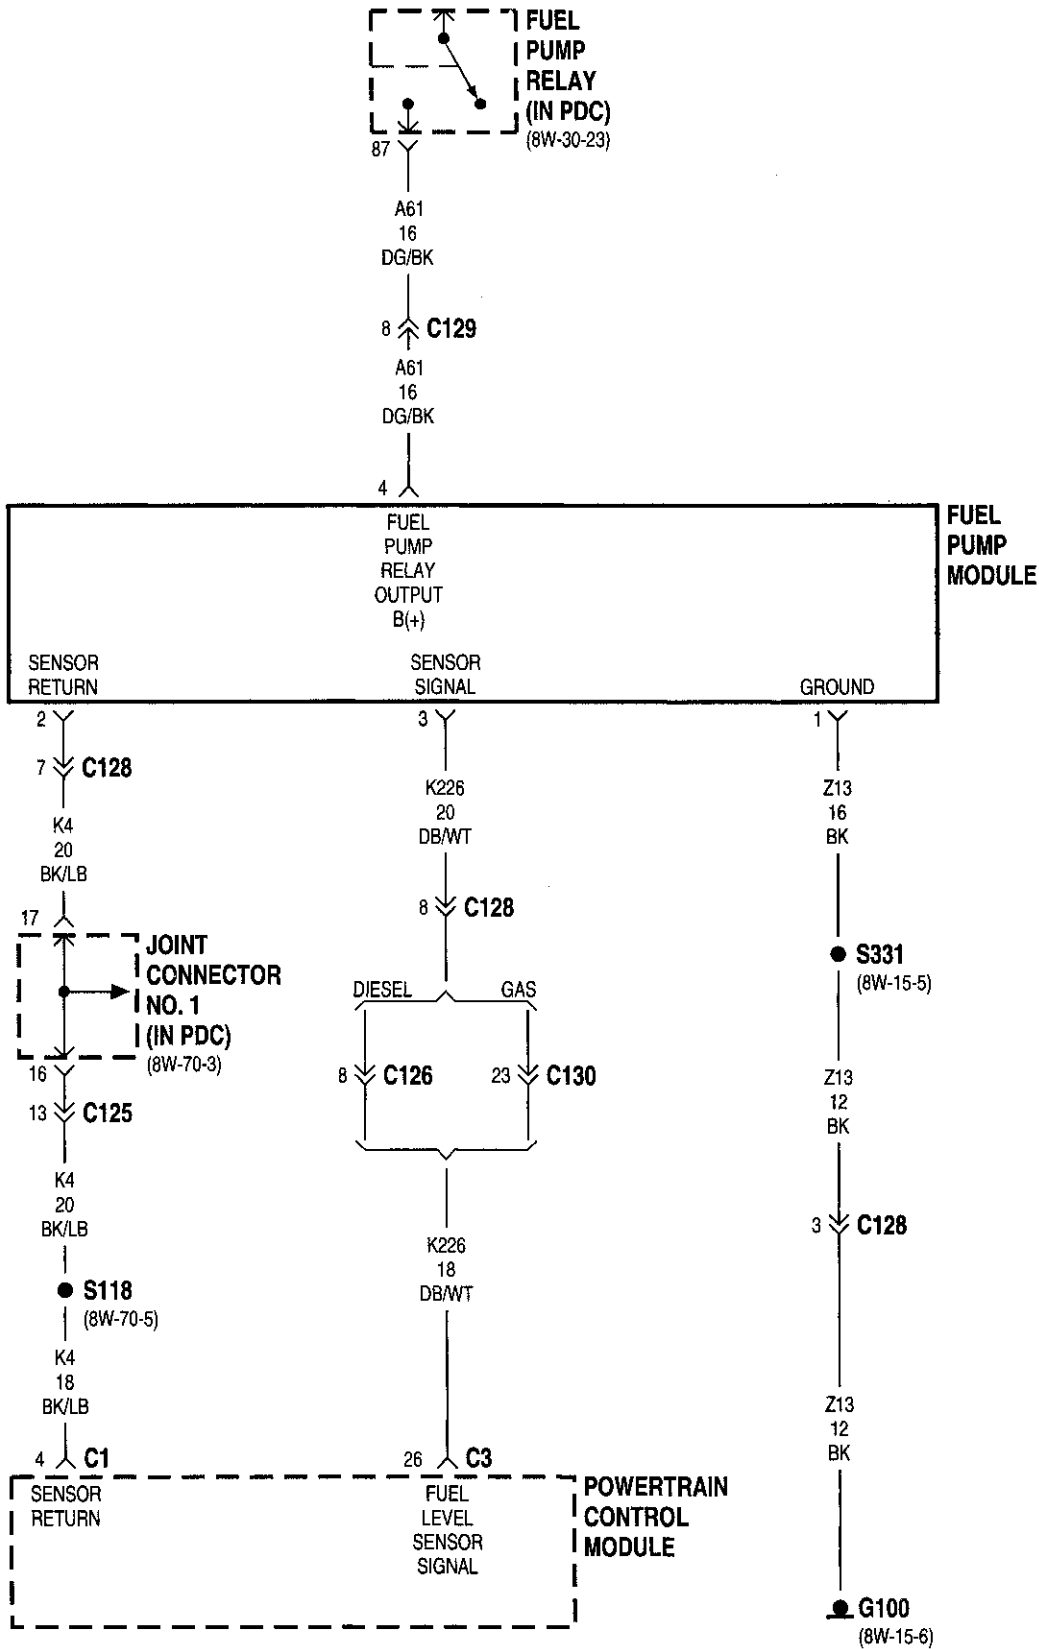 FUEL
PUMP
RELAY
(IN PDC)
(8W-30-23)
87
A61
16
DG/BK
8 C129
A61
16
DG/BK
4
FUEL
PUMP
MODULE
FUEL
PUMP
RELAY
OUTPUT
B(+)
SENSOR
RETURN
SENSOR
SIGNAL
GROUND
2
3
1
7 C128
K4
20
BK/LB
17
JOINT
CONNECTOR
NO. 1
(IN PDC)
(8W-70-3)
16
13 C125
K4
20
BK/LB
S118
(8W-70-5)
K4
18
BK/LB
4 C1
K226
20
DB/WT
8 C128
DIESEL GAS
8 C126
23 C130
K226
18
DB/WT
26 C3
Z13
16
BK
S331
(8W-15-5)
Z13
12
BK
3 C128
Z13
12
BK
G100
(8W-15-6)
SENSOR
RETURN
FUEL
LEVEL
SENSOR
SIGNAL
POWERTRAIN
CONTROL
MODULE